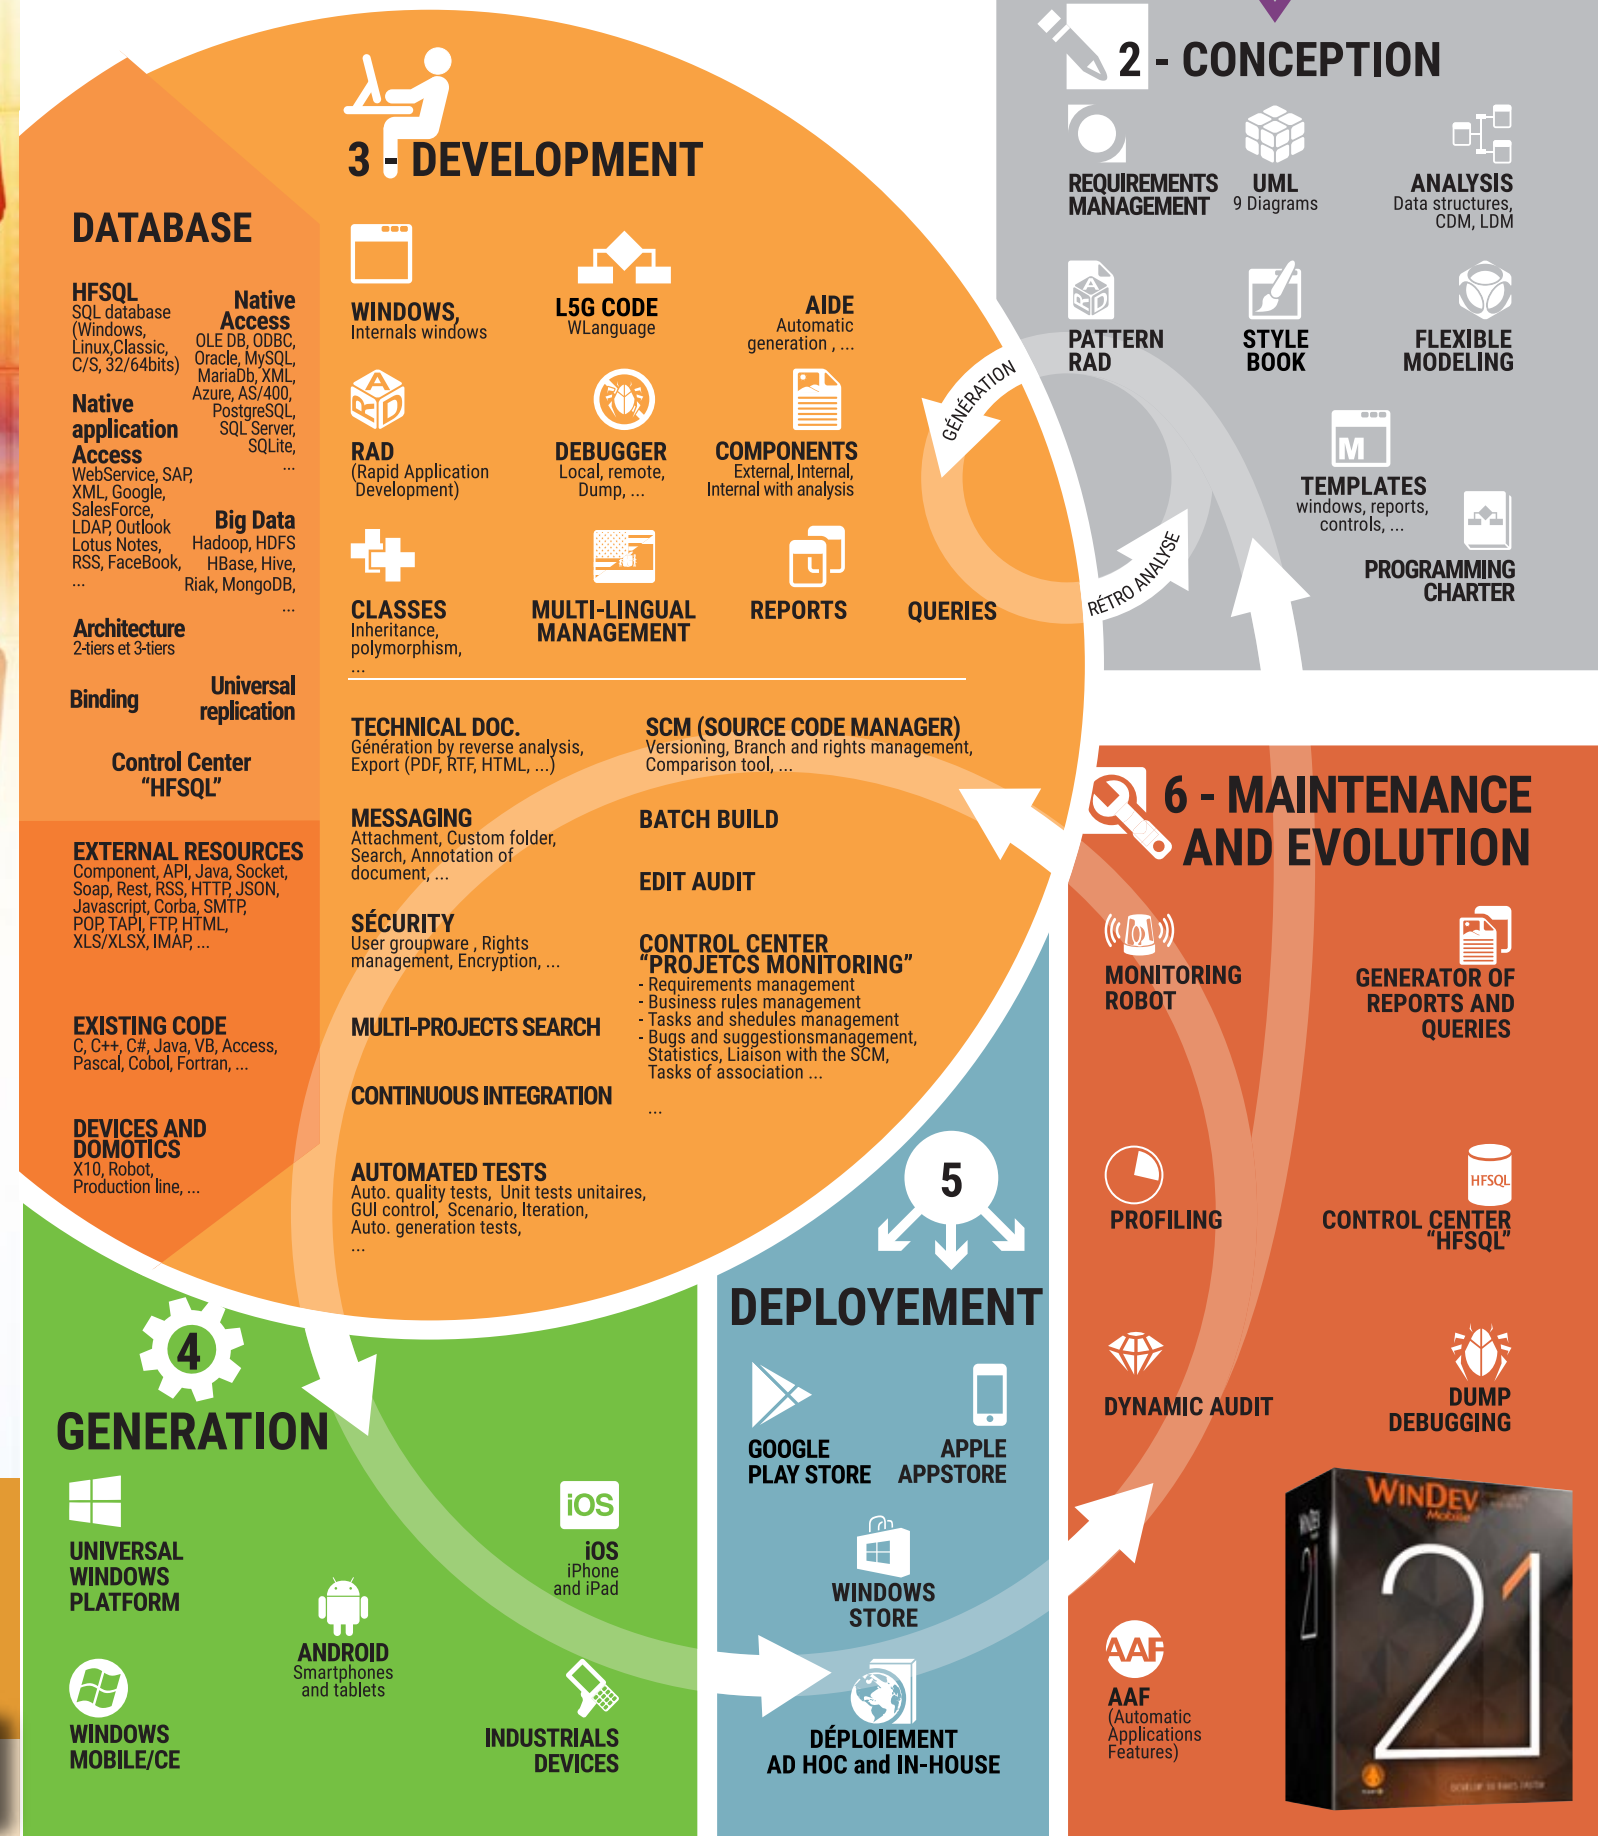 2 - CONCEPTION
REQUIREMENTS
MANAGEMENT
UML
9 Diagrams
ANALYSIS
Data structures,
CDM, LDM
PATTERN
RAD
STYLE
BOOK
FLEXIBLE
MODELING
M
TEMPLATES
windows, reports,
controls, ...
PROGRAMMING
CHARTER
3 - DEVELOPMENT
WINDOWS,
Internals windows
L5G CODE
WLanguage
AIDE
Automatic
generation , ...
RAD
(Rapid Application
Development)
DEBUGGER
Local, remote,
Dump, ...
COMPONENTS
External, Internal,
Internal with analysis
CLASSES
Inheritance,
polymorphism,
...
MULTI-LINGUAL
MANAGEMENT
REPORTS
QUERIES
GÉNÉRATION
RÉTRO ANALYSE
DATABASE
HFSQL
SQL database
(Windows,
Linux,Classic,
C/S, 32/64bits)
Native
application
Access
WebService, SAP,
XML, Google,
SalesForce,
LDAP, Outlook
Lotus Notes,
RSS, FaceBook,
...
Native
Access
OLE DB, ODBC,
Oracle, MySQL,
MariaDb, XML,
Azure, AS/400,
PostgreSQL,
SQL Server,
SQLite,
...
Big Data
Hadoop, HDFS
HBase, Hive,
Riak, MongoDB,
...
Architecture
2-tiers et 3-tiers
Binding
Universal
replication
Control Center
“HFSQL”
EXTERNAL RESOURCES
Component, API, Java, Socket,
Soap, Rest, RSS, HTTP, JSON,
Javascript, Corba, SMTP,
POP, TAPI, FTP, HTML,
XLS/XLSX, IMAP, ...
EXISTING CODE
C, C++, C#, Java, VB, Access,
Pascal, Cobol, Fortran, ...
DEVICES AND
DOMOTICS
X10, Robot,
Production line, ...
TECHNICAL DOC.
Génération by reverse analysis,
Export (PDF, RTF, HTML, ...)
MESSAGING
Attachment, Custom folder,
Search, Annotation of
document, ...
SÉCURITY
User groupware , Rights
management, Encryption, ...
MULTI-PROJECTS SEARCH
CONTINUOUS INTEGRATION
AUTOMATED TESTS
Auto. quality tests, Unit tests unitaires,
GUI control, Scenario, Iteration,
Auto. generation tests,
...
SCM (SOURCE CODE MANAGER)
Versioning, Branch and rights management,
Comparison tool, ...
BATCH BUILD
EDIT AUDIT
CONTROL CENTER
“PROJETCS MONITORING”
- Requirements management
- Business rules management
- Tasks and shedules management
- Bugs and suggestionsmanagement,
Statistics, Liaison with the SCM,
Tasks of association ...
...
4
GENERATION
UNIVERSAL
WINDOWS
PLATFORM
iOS
iOS
iPhone
and iPad
ANDROID
Smartphones
and tablets
WINDOWS
MOBILE/CE
INDUSTRIALS
DEVICES
5
DEPLOYEMENT
GOOGLE
PLAY STORE
APPLE
APPSTORE
WINDOWS
STORE
DÉPLOIEMENT
AD HOC and IN-HOUSE
6 - MAINTENANCE
AND EVOLUTION
MONITORING
ROBOT
GENERATOR OF
REPORTS AND
QUERIES
PROFILING
HFSQL
CONTROL CENTER
“HFSQL”
DYNAMIC AUDIT
DUMP
DEBUGGING
AAF
AAF
(Automatic
Applications
Features)
WINDEV
Mobile
21
21